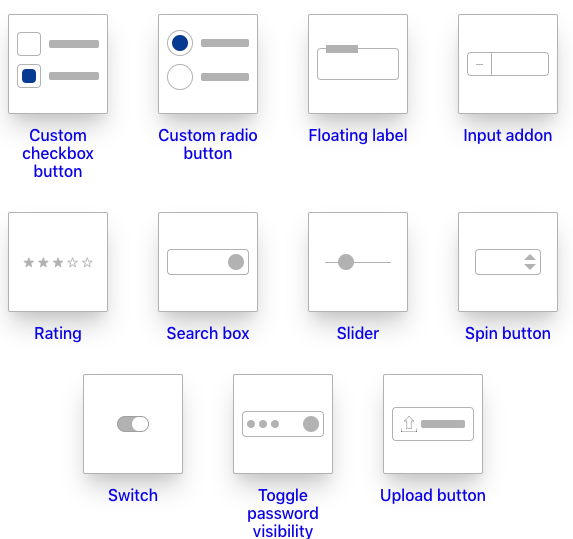 Custom
checkbox
button
Custom radio
button
Floating label
Input addon
Rating
Search box
Slider
Spin button
Switch
Toggle
password
visibility
Upload button